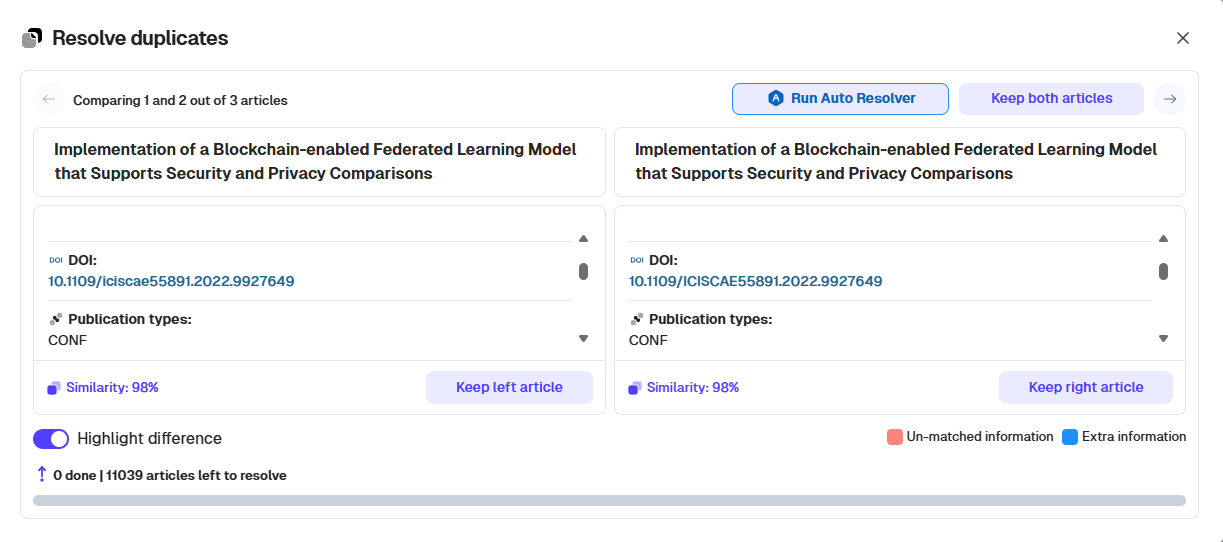 Resolve duplicates
Comparing 1 and 2 out of 3 articles
A Run Auto Resolver
Keep both articles
Implementation of a Blockchain-enabled Federated Learning Model
that Supports Security and Privacy Comparisons
DOI DOI:
10.1109/iciscae55891.2022.9927649
Publication types:
CONF
Similarity: 98%
Keep left article
Implementation of a Blockchain-enabled Federated Learning Model
that Supports Security and Privacy Comparisons
DOI DOI:
10.1109/ICISCAE55891.2022.9927649
Publication types:
CONF
Similarity: 98%
Keep right article
Highlight difference
Un-matched information
Extra information
0 done | 11039 articles left to resolve